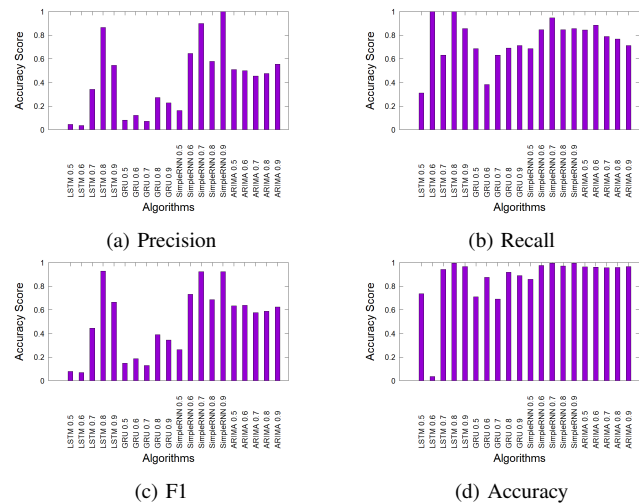 1
0.8
0.6
0.4
0.2
0
Accuracy Score
LSTM 0.5
LSTM 0.6
LSTM 0.7
LSTM 0.8
LSTM 0.9
GRU 0.5
GRU 0.6
GRU 0.7
GRU 0.8
GRU 0.9
SimpleRNN 0.5
SimpleRNN 0.6
SimpleRNN 0.7
SimpleRNN 0.8
SimpleRNN 0.9
ARIMA 0.5
ARIMA 0.6
ARIMA 0.7
ARIMA 0.8
ARIMA 0.9
Algorithms
(a) Precision
1
0.8
0.6
0.4
0.2
0
Accuracy Score
LSTM 0.5
LSTM 0.6
LSTM 0.7
LSTM 0.8
LSTM 0.9
GRU 0.5
GRU 0.6
GRU 0.7
GRU 0.8
GRU 0.9
SimpleRNN 0.5
SimpleRNN 0.6
SimpleRNN 0.7
SimpleRNN 0.8
SimpleRNN 0.9
ARIMA 0.5
ARIMA 0.6
ARIMA 0.7
ARIMA 0.8
ARIMA 0.9
Algorithms
(b) Recall
1
0.8
0.6
0.4
0.2
0
Accuracy Score
LSTM 0.5
LSTM 0.6
LSTM 0.7
LSTM 0.8
LSTM 0.9
GRU 0.5
GRU 0.6
GRU 0.7
GRU 0.8
GRU 0.9
SimpleRNN 0.5
SimpleRNN 0.6
SimpleRNN 0.7
SimpleRNN 0.8
SimpleRNN 0.9
ARIMA 0.5
ARIMA 0.6
ARIMA 0.7
ARIMA 0.8
ARIMA 0.9
Algorithms
(c) F1
1
0.8
0.6
0.4
0.2
0
Accuracy Score
LSTM 0.5
LSTM 0.6
LSTM 0.7
LSTM 0.8
LSTM 0.9
GRU 0.5
GRU 0.6
GRU 0.7
GRU 0.8
GRU 0.9
SimpleRNN 0.5
SimpleRNN 0.6
SimpleRNN 0.7
SimpleRNN 0.8
SimpleRNN 0.9
ARIMA 0.5
ARIMA 0.6
ARIMA 0.7
ARIMA 0.8
ARIMA 0.9
Algorithms
(d) Accuracy